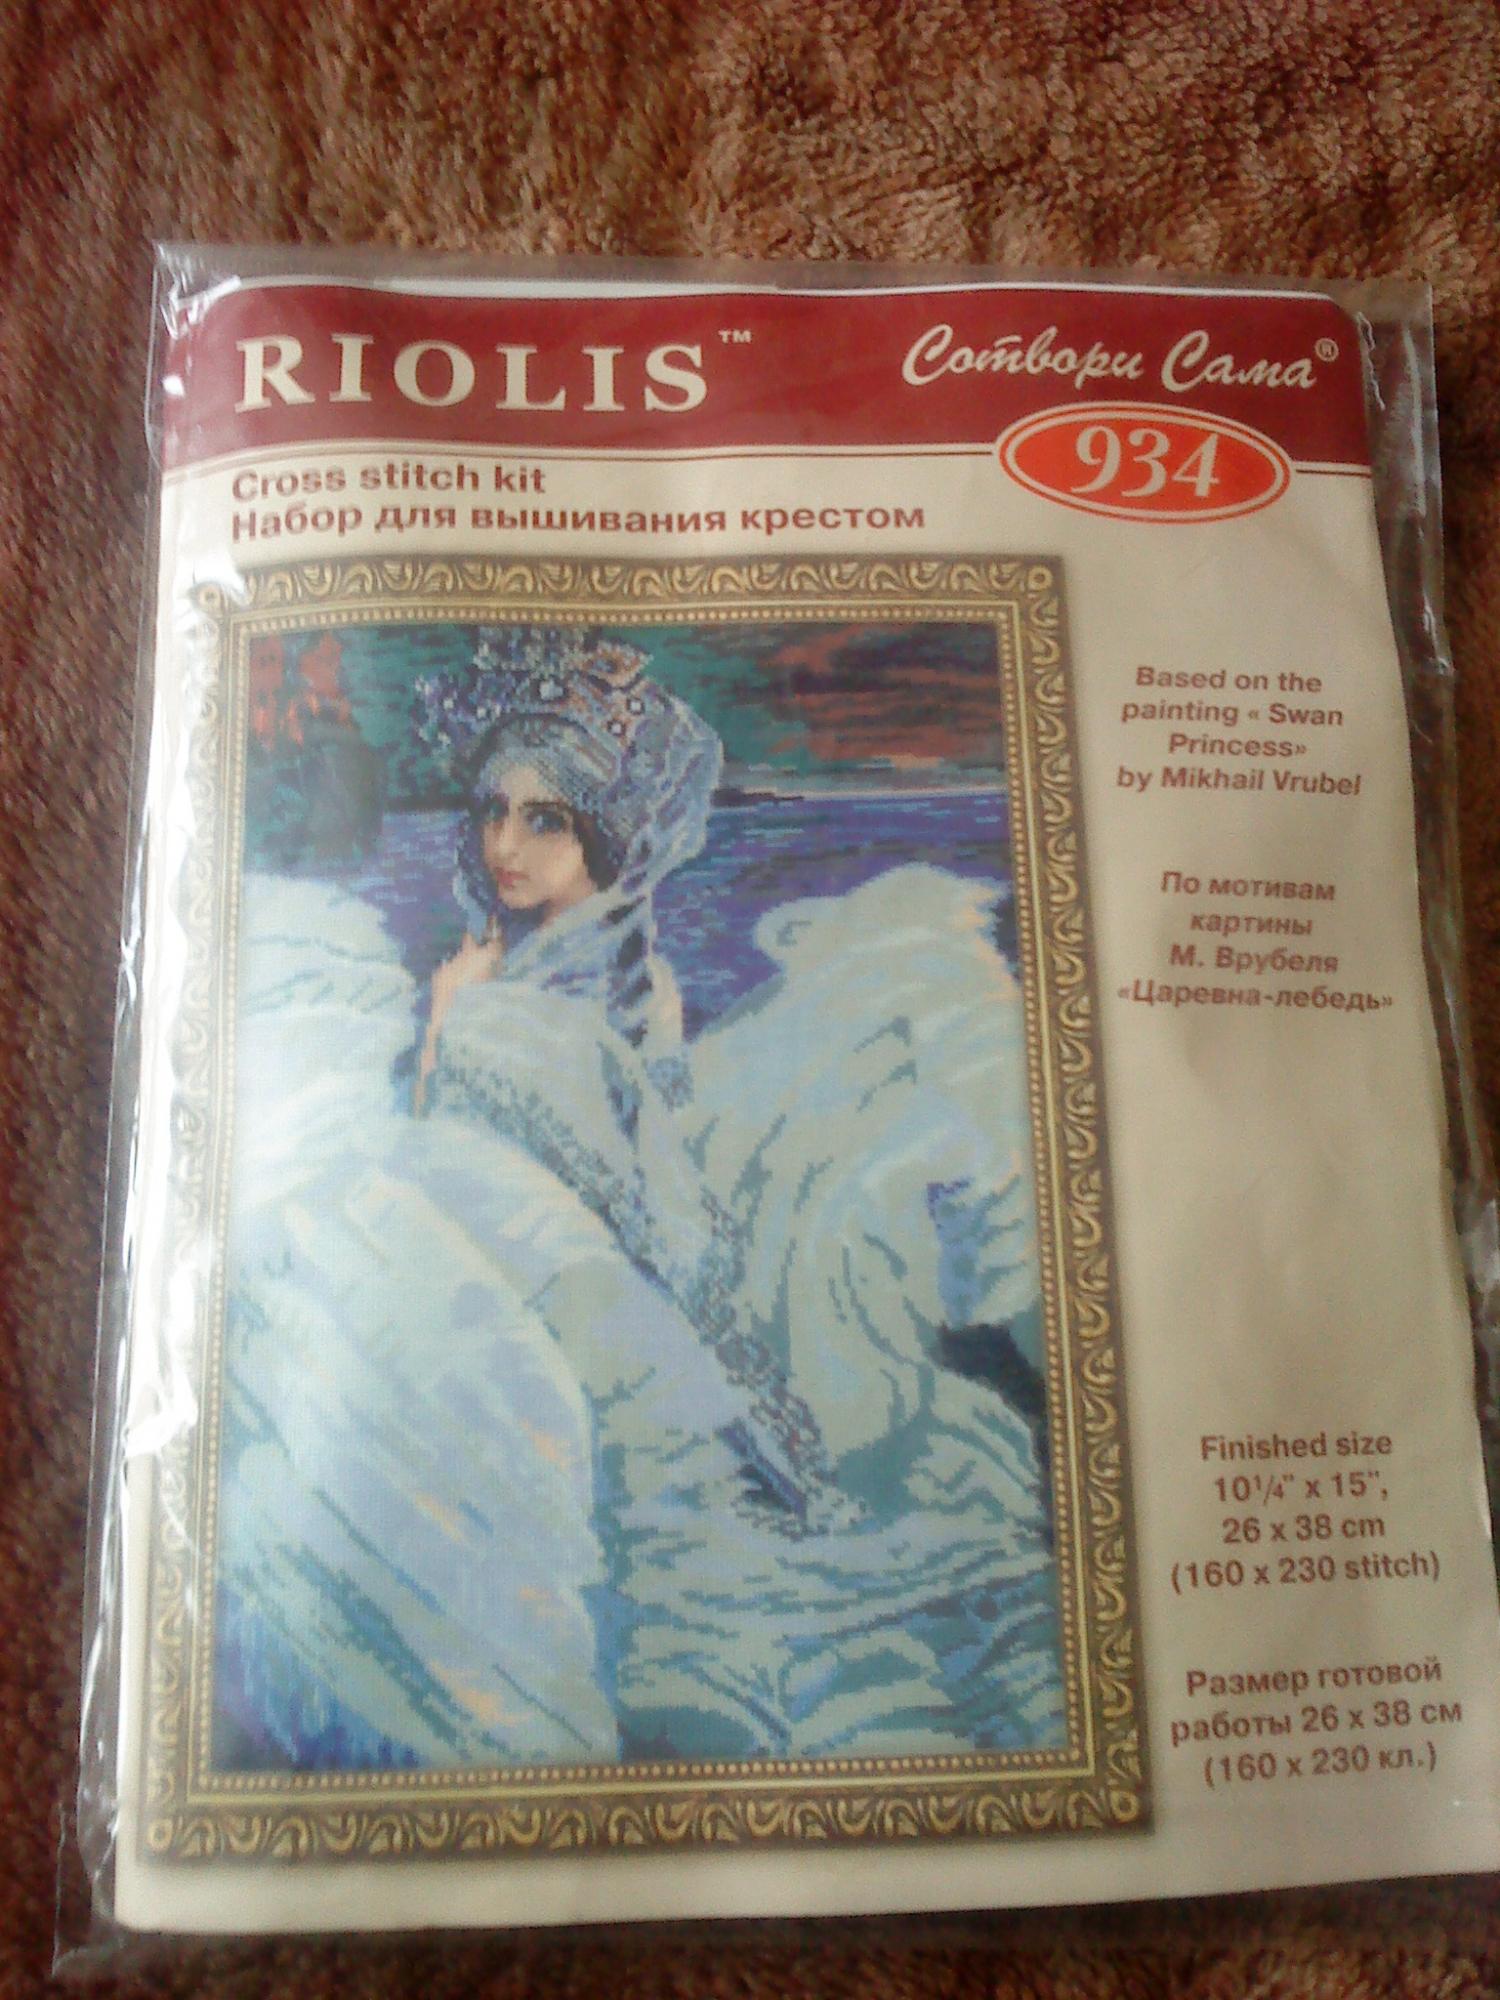 RIOLIS™
Сотвори Сама®
934
Cross stitch kit
Набор для вышивания крестом
Based on the
painting « Swan
Princess»
by Mikhail Vrubel
По мотивам
картины
М. Врубеля
«Царевна-лебедь»
Finished size
10¹/₄" x 15",
26 x 38 cm
(160 x 230 stitch)
Размер готовой
работы 26 х 38 см
(160 х 230 кл.)